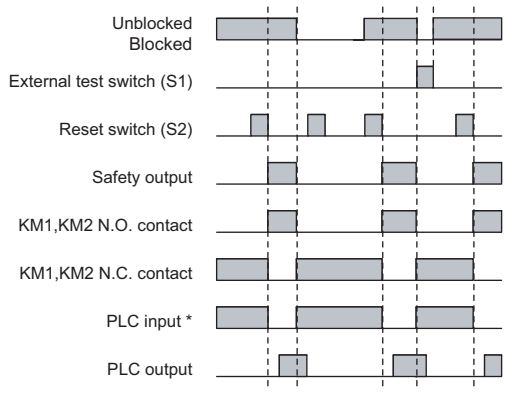 Unblocked
Blocked
External test switch (S1)
Reset switch (S2)
Safety output
KM1,KM2 N.O. contact
KM1,KM2 N.C. contact
PLC input *
PLC output